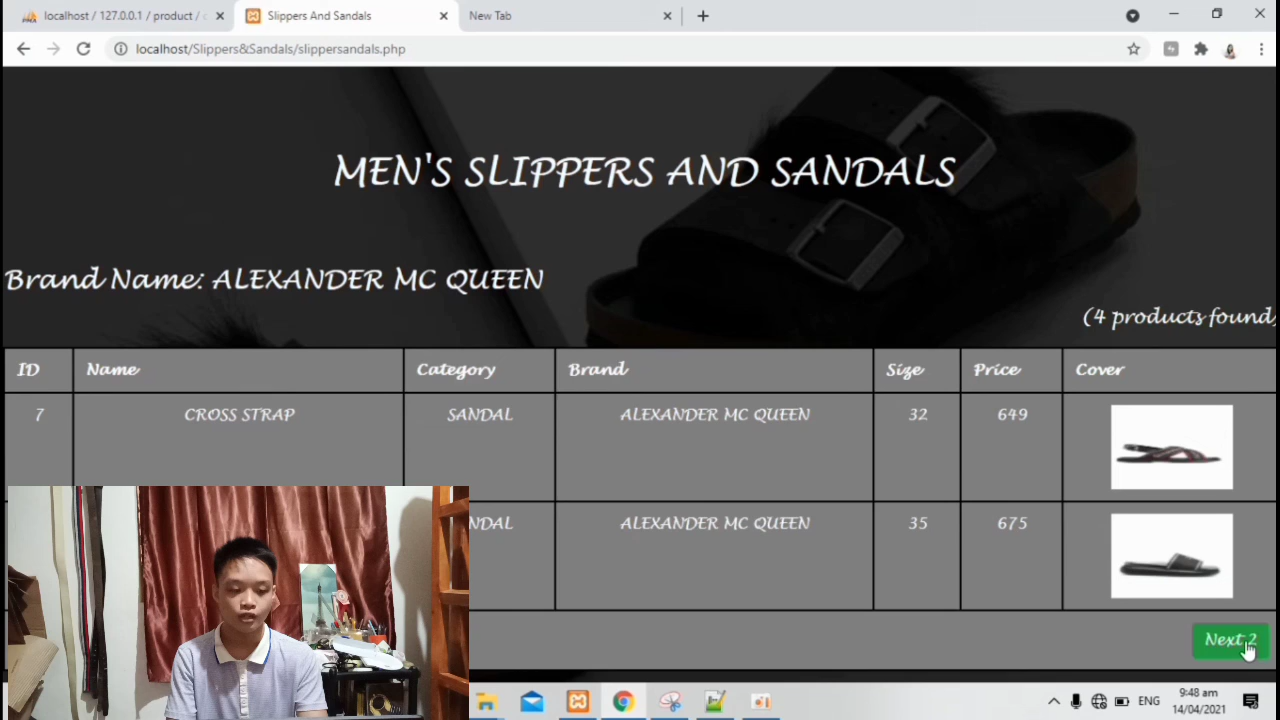 localhost / 127.0.0.1 / product /
Slippers And Sandals
New Tab
localhost/Slippers&Sandals/slippersandals.php
MEN'S SLIPPERS AND SANDALS
Brand Name: ALEXANDER MC QUEEN
(4 products found)
ID Name Category Brand Size Price Cover
7 CROSS STRAP SANDAL ALEXANDER MC QUEEN 32 649
NDAL ALEXANDER MC QUEEN 35 675
Next 2
ENG
9:48 am
14/04/2021